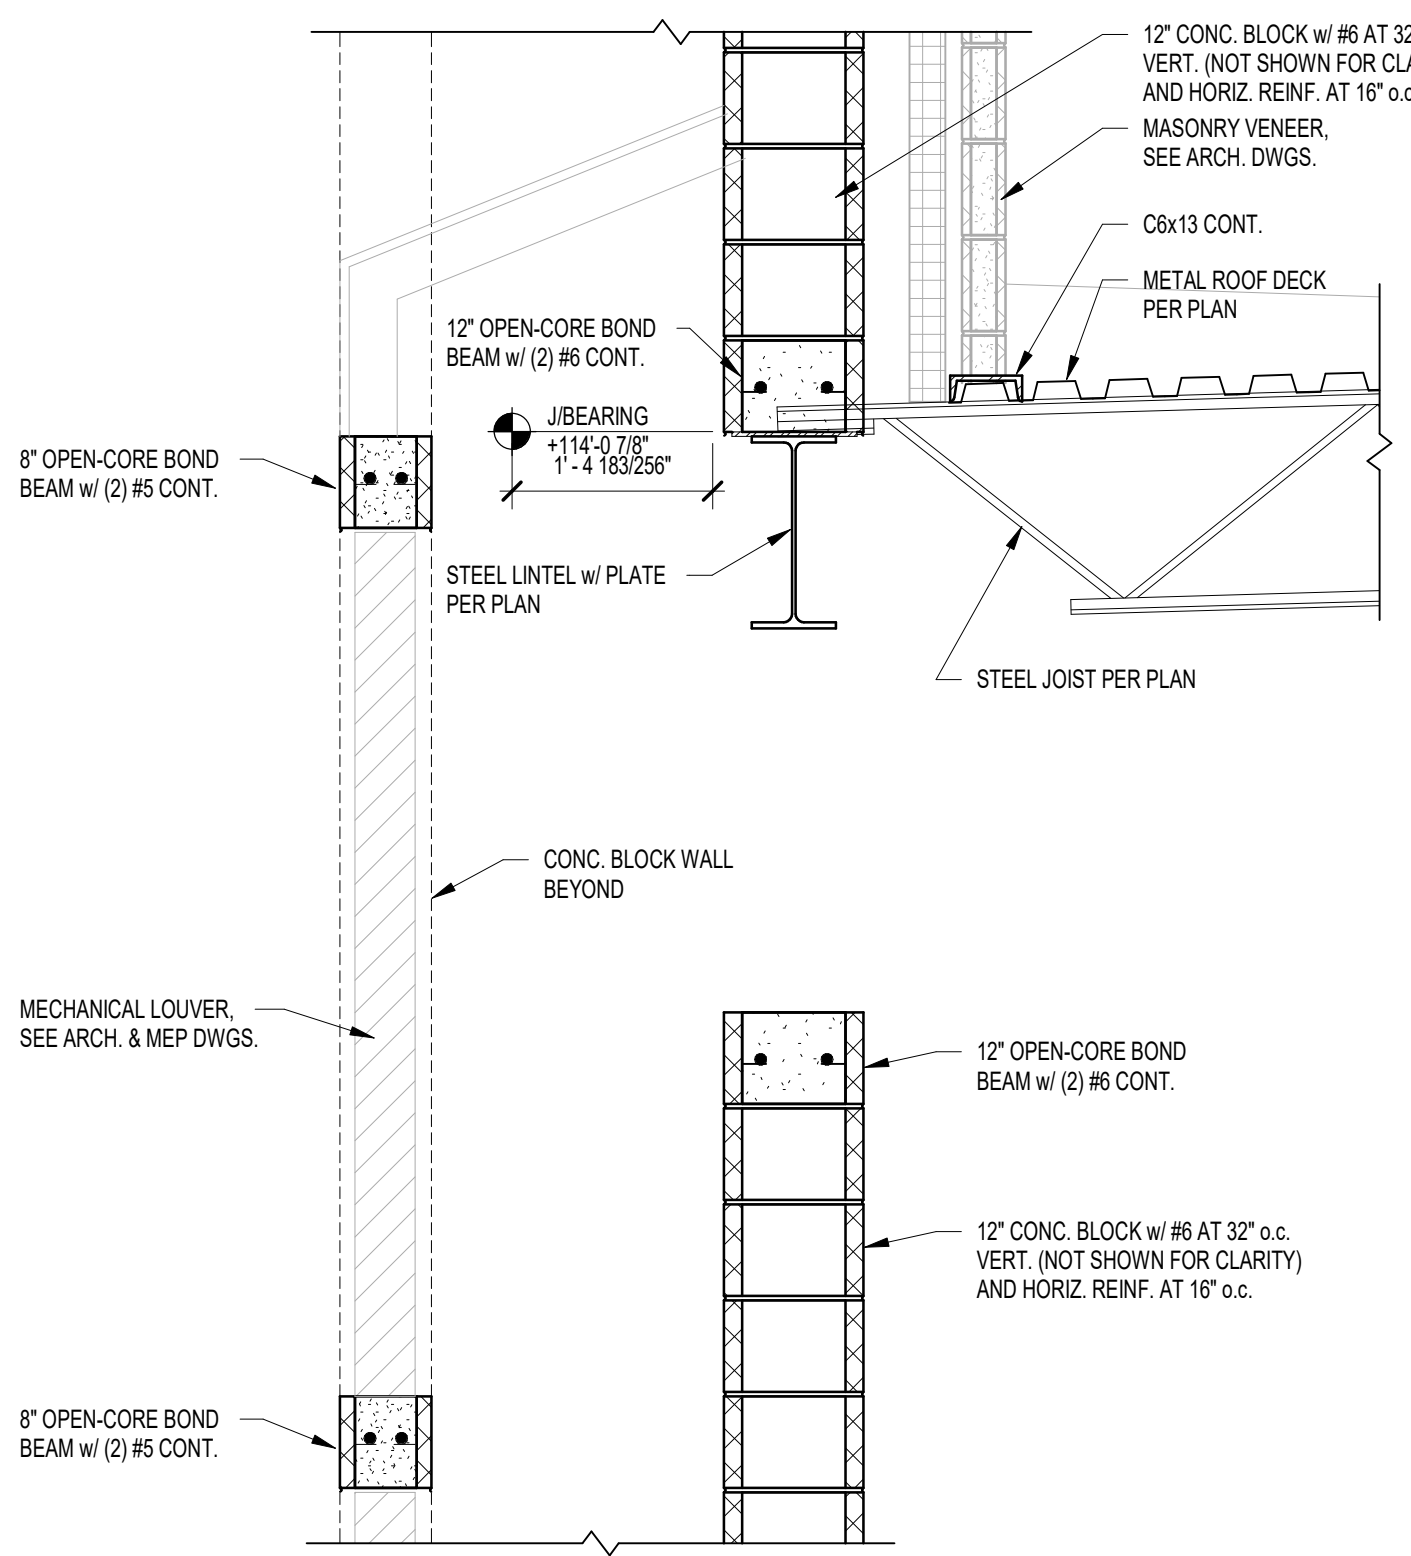 12" CONC. BLOCK w/ #6 AT 32
VERT. (NOT SHOWN FOR CLA
AND HORIZ. REINF. AT 16" o.c
MASONRY VENEER,
SEE ARCH. DWGS.
C6x13 CONT.
METAL ROOF DECK
PER PLAN
12" OPEN-CORE BOND
BEAM w/ (2) #6 CONT.
J/BEARING
+114'-0 7/8"
1' - 4 183/256"
8" OPEN-CORE BOND
BEAM w/ (2) #5 CONT.
STEEL LINTEL w/ PLATE
PER PLAN
STEEL JOIST PER PLAN
CONC. BLOCK WALL
BEYOND
MECHANICAL LOUVER,
SEE ARCH. & MEP DWGS.
12" OPEN-CORE BOND
BEAM w/ (2) #6 CONT.
12" CONC. BLOCK w/ #6 AT 32" o.c.
VERT. (NOT SHOWN FOR CLARITY)
AND HORIZ. REINF. AT 16" o.c.
8" OPEN-CORE BOND
BEAM w/ (2) #5 CONT.